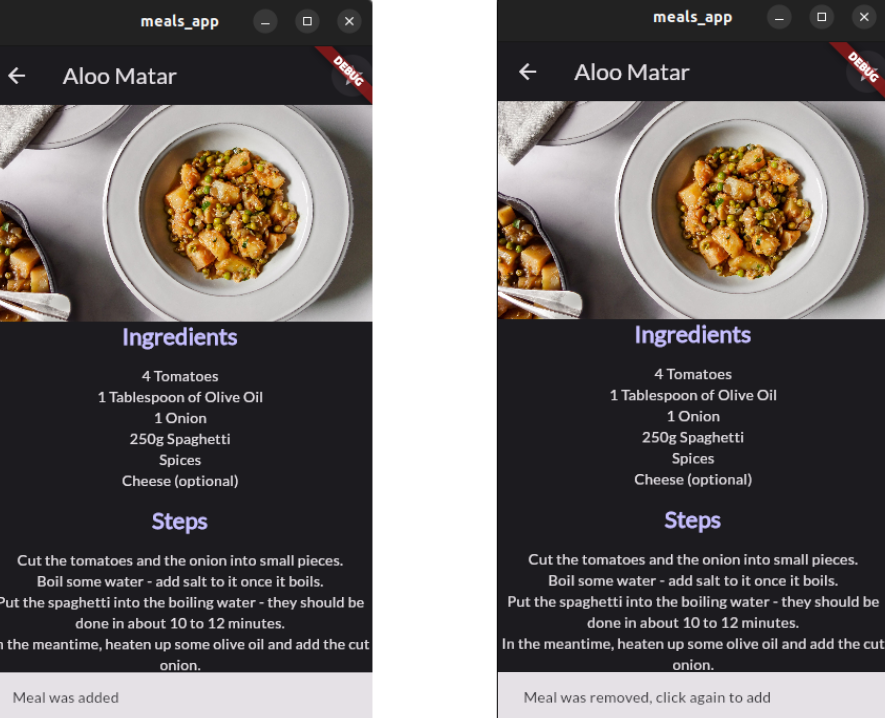 meals_app
Aloo Matar
DEBUG
Ingredients
4 Tomatoes
1 Tablespoon of Olive Oil
1 Onion
250g Spaghetti
Spices
Cheese (optional)
Steps
Cut the tomatoes and the onion into small pieces.
Boil some water - add salt to it once it boils.
Put the spaghetti into the boiling water - they should be
done in about 10 to 12 minutes.
n the meantime, heaten up some olive oil and add the cut
onion.
Meal was added
meals_app
Aloo Matar
DEBUG
Ingredients
4 Tomatoes
1 Tablespoon of Olive Oil
1 Onion
250g Spaghetti
Spices
Cheese (optional)
Steps
Cut the tomatoes and the onion into small pieces.
Boil some water - add salt to it once it boils.
Put the spaghetti into the boiling water - they should be
done in about 10 to 12 minutes.
In the meantime, heaten up some olive oil and add the cut
onion.
Meal was removed, click again to add